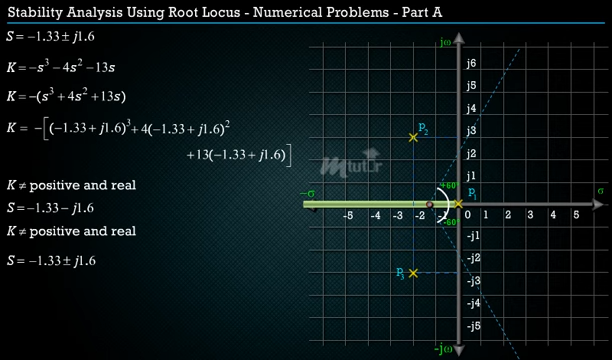 Stability Analysis Using Root Locus - Numerical Problems - Part A
S = −1.33 ± j1.6
K = −s³ − 4s² − 13s
K = −(s³ + 4s² + 13s)
K = −[(−1.33 + j1.6)³ + 4(−1.33 + j1.6)²
+13(−1.33 + j1.6)]
K ≠ positive and real
S = −1.33 − j1.6
K ≠ positive and real
S = −1.33 ± j1.6
jω
j6
j5
j4
j3
j2
j1
P₂
mtutor
+60°
P₁
−σ
σ
-5 -4 -3 -2 -1 0 1 2 3 4 5
-60°
-j1
-j2
P₃
-j3
-j4
-j5
-jω